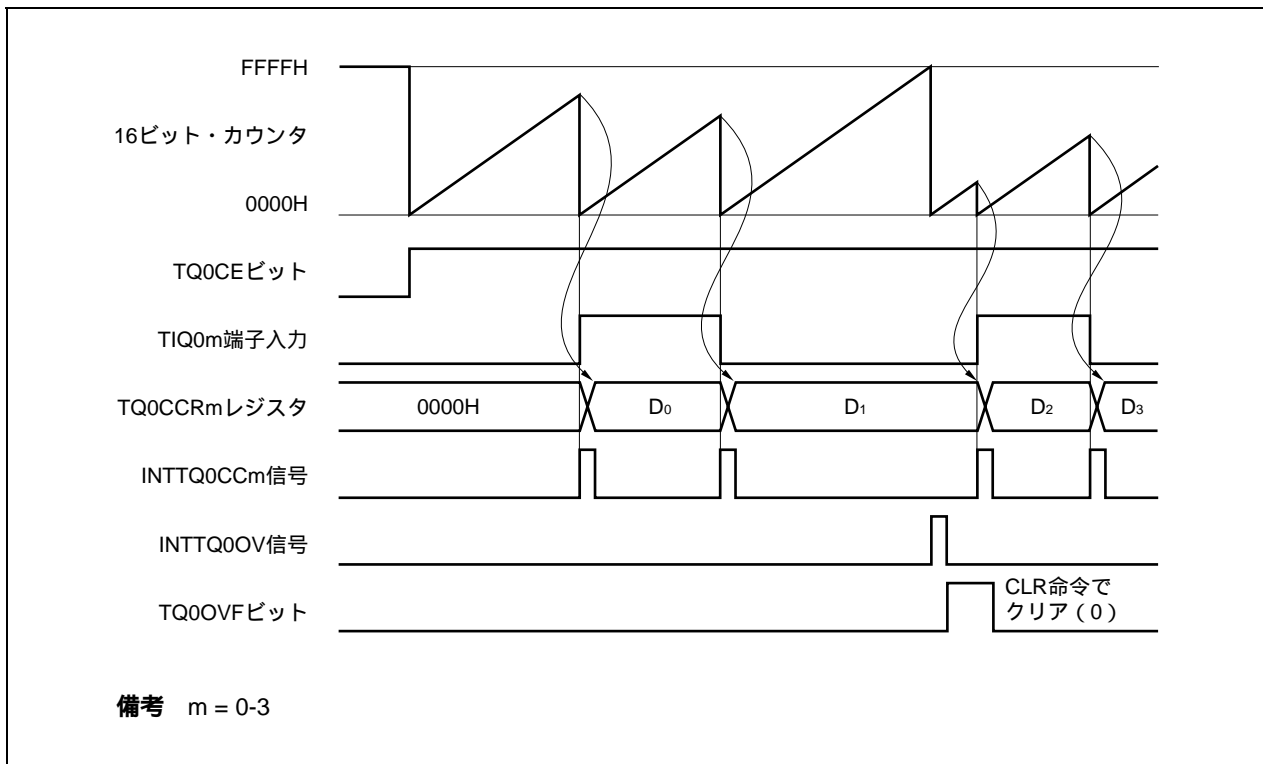 FFFFH
16ビット・カウンタ
0000H
TQ0CEビット
TIQ0m端子入力
TQ0CCRmレジスタ 0000H D0 D1 D2 D3
INTTQ0CCm信号
INTTQ0OV信号
TQ0OVFビット
CLR命令で
クリア（0）
備考 m = 0-3